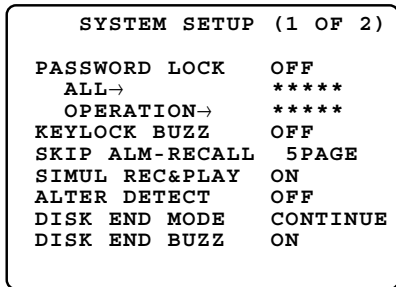 SYSTEM SETUP (1 OF 2)
PASSWORD LOCK OFF
ALL→ *****
OPERATION→ *****
KEYLOCK BUZZ OFF
SKIP ALM-RECALL 5PAGE
SIMUL REC&PLAY ON
ALTER DETECT OFF
DISK END MODE CONTINUE
DISK END BUZZ ON